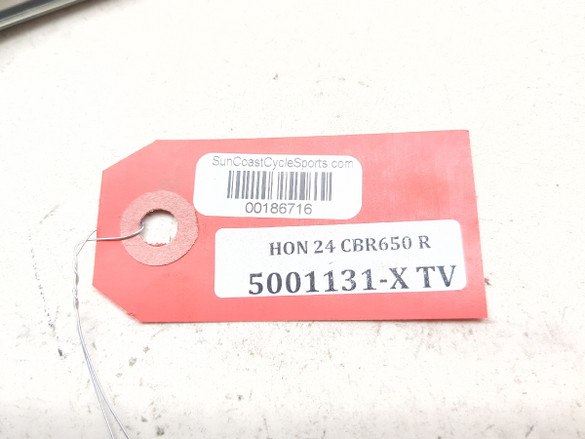 SunCoastCycleSports.com
00186716
HON 24 CBR650 R
5001131-X TV